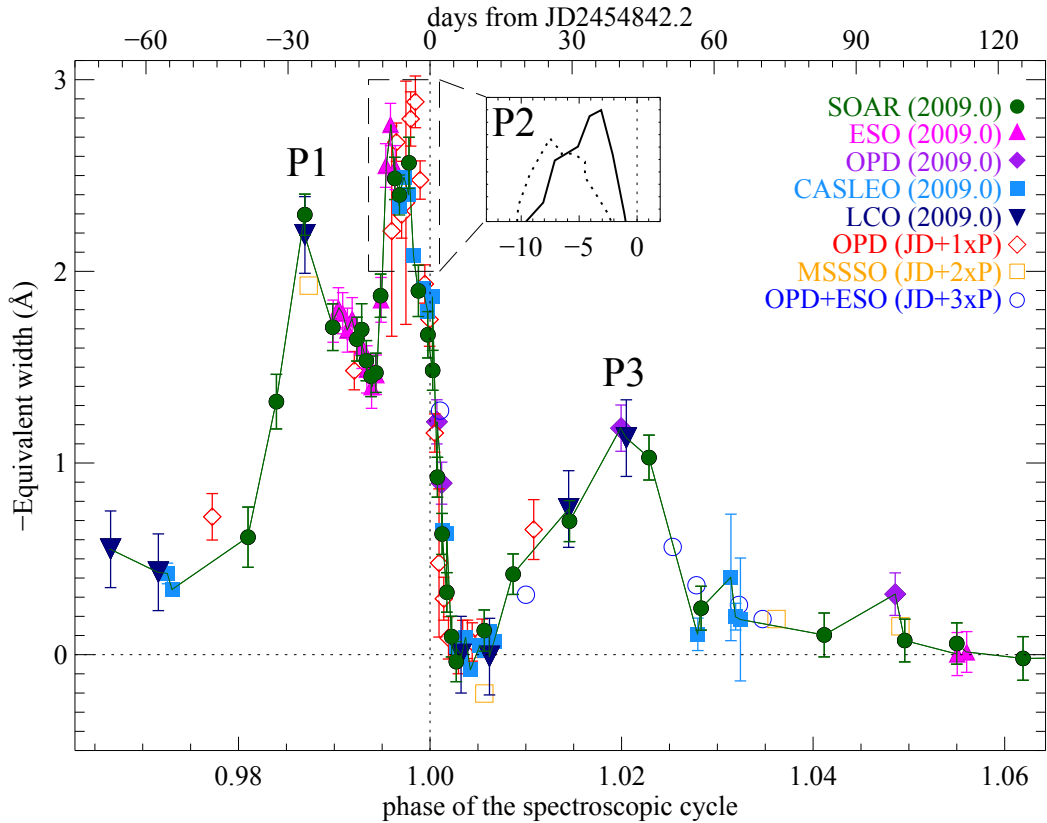 days from JD2454842.2
−60 −30 0 30 60 90 120
3
2
1
0
−Equivalent width (Å)
P1
P2
P3
−10 −5 0
SOAR (2009.0)
ESO (2009.0)
OPD (2009.0)
CASLEO (2009.0)
LCO (2009.0)
OPD (JD+1xP)
MSSSO (JD+2xP)
OPD+ESO (JD+3xP)
0.98 1.00 1.02 1.04 1.06
phase of the spectroscopic cycle